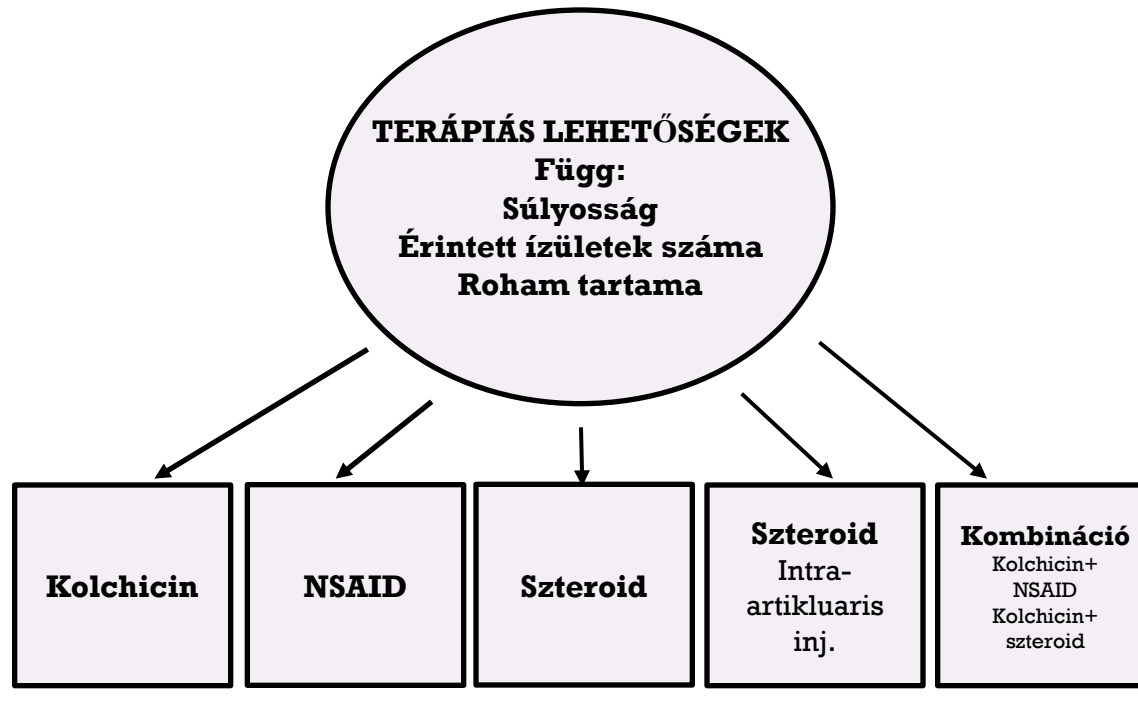 TERÁPIÁS LEHETŐSÉGEK
Függ:
Súlyosság
Érintett ízületek száma
Roham tartama
Kolchicin
NSAID
Szteroid
Szteroid
Intra-
artikluaris
inj.
Kombináció
Kolchicin+
NSAID
Kolchicin+
szteroid